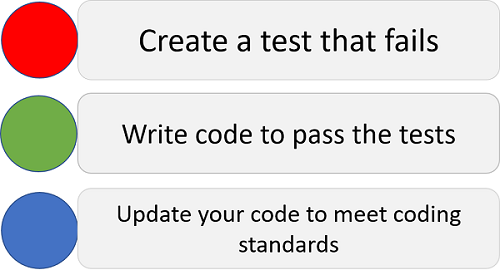 Create a test that fails
Write code to pass the tests
Update your code to meet coding
standards